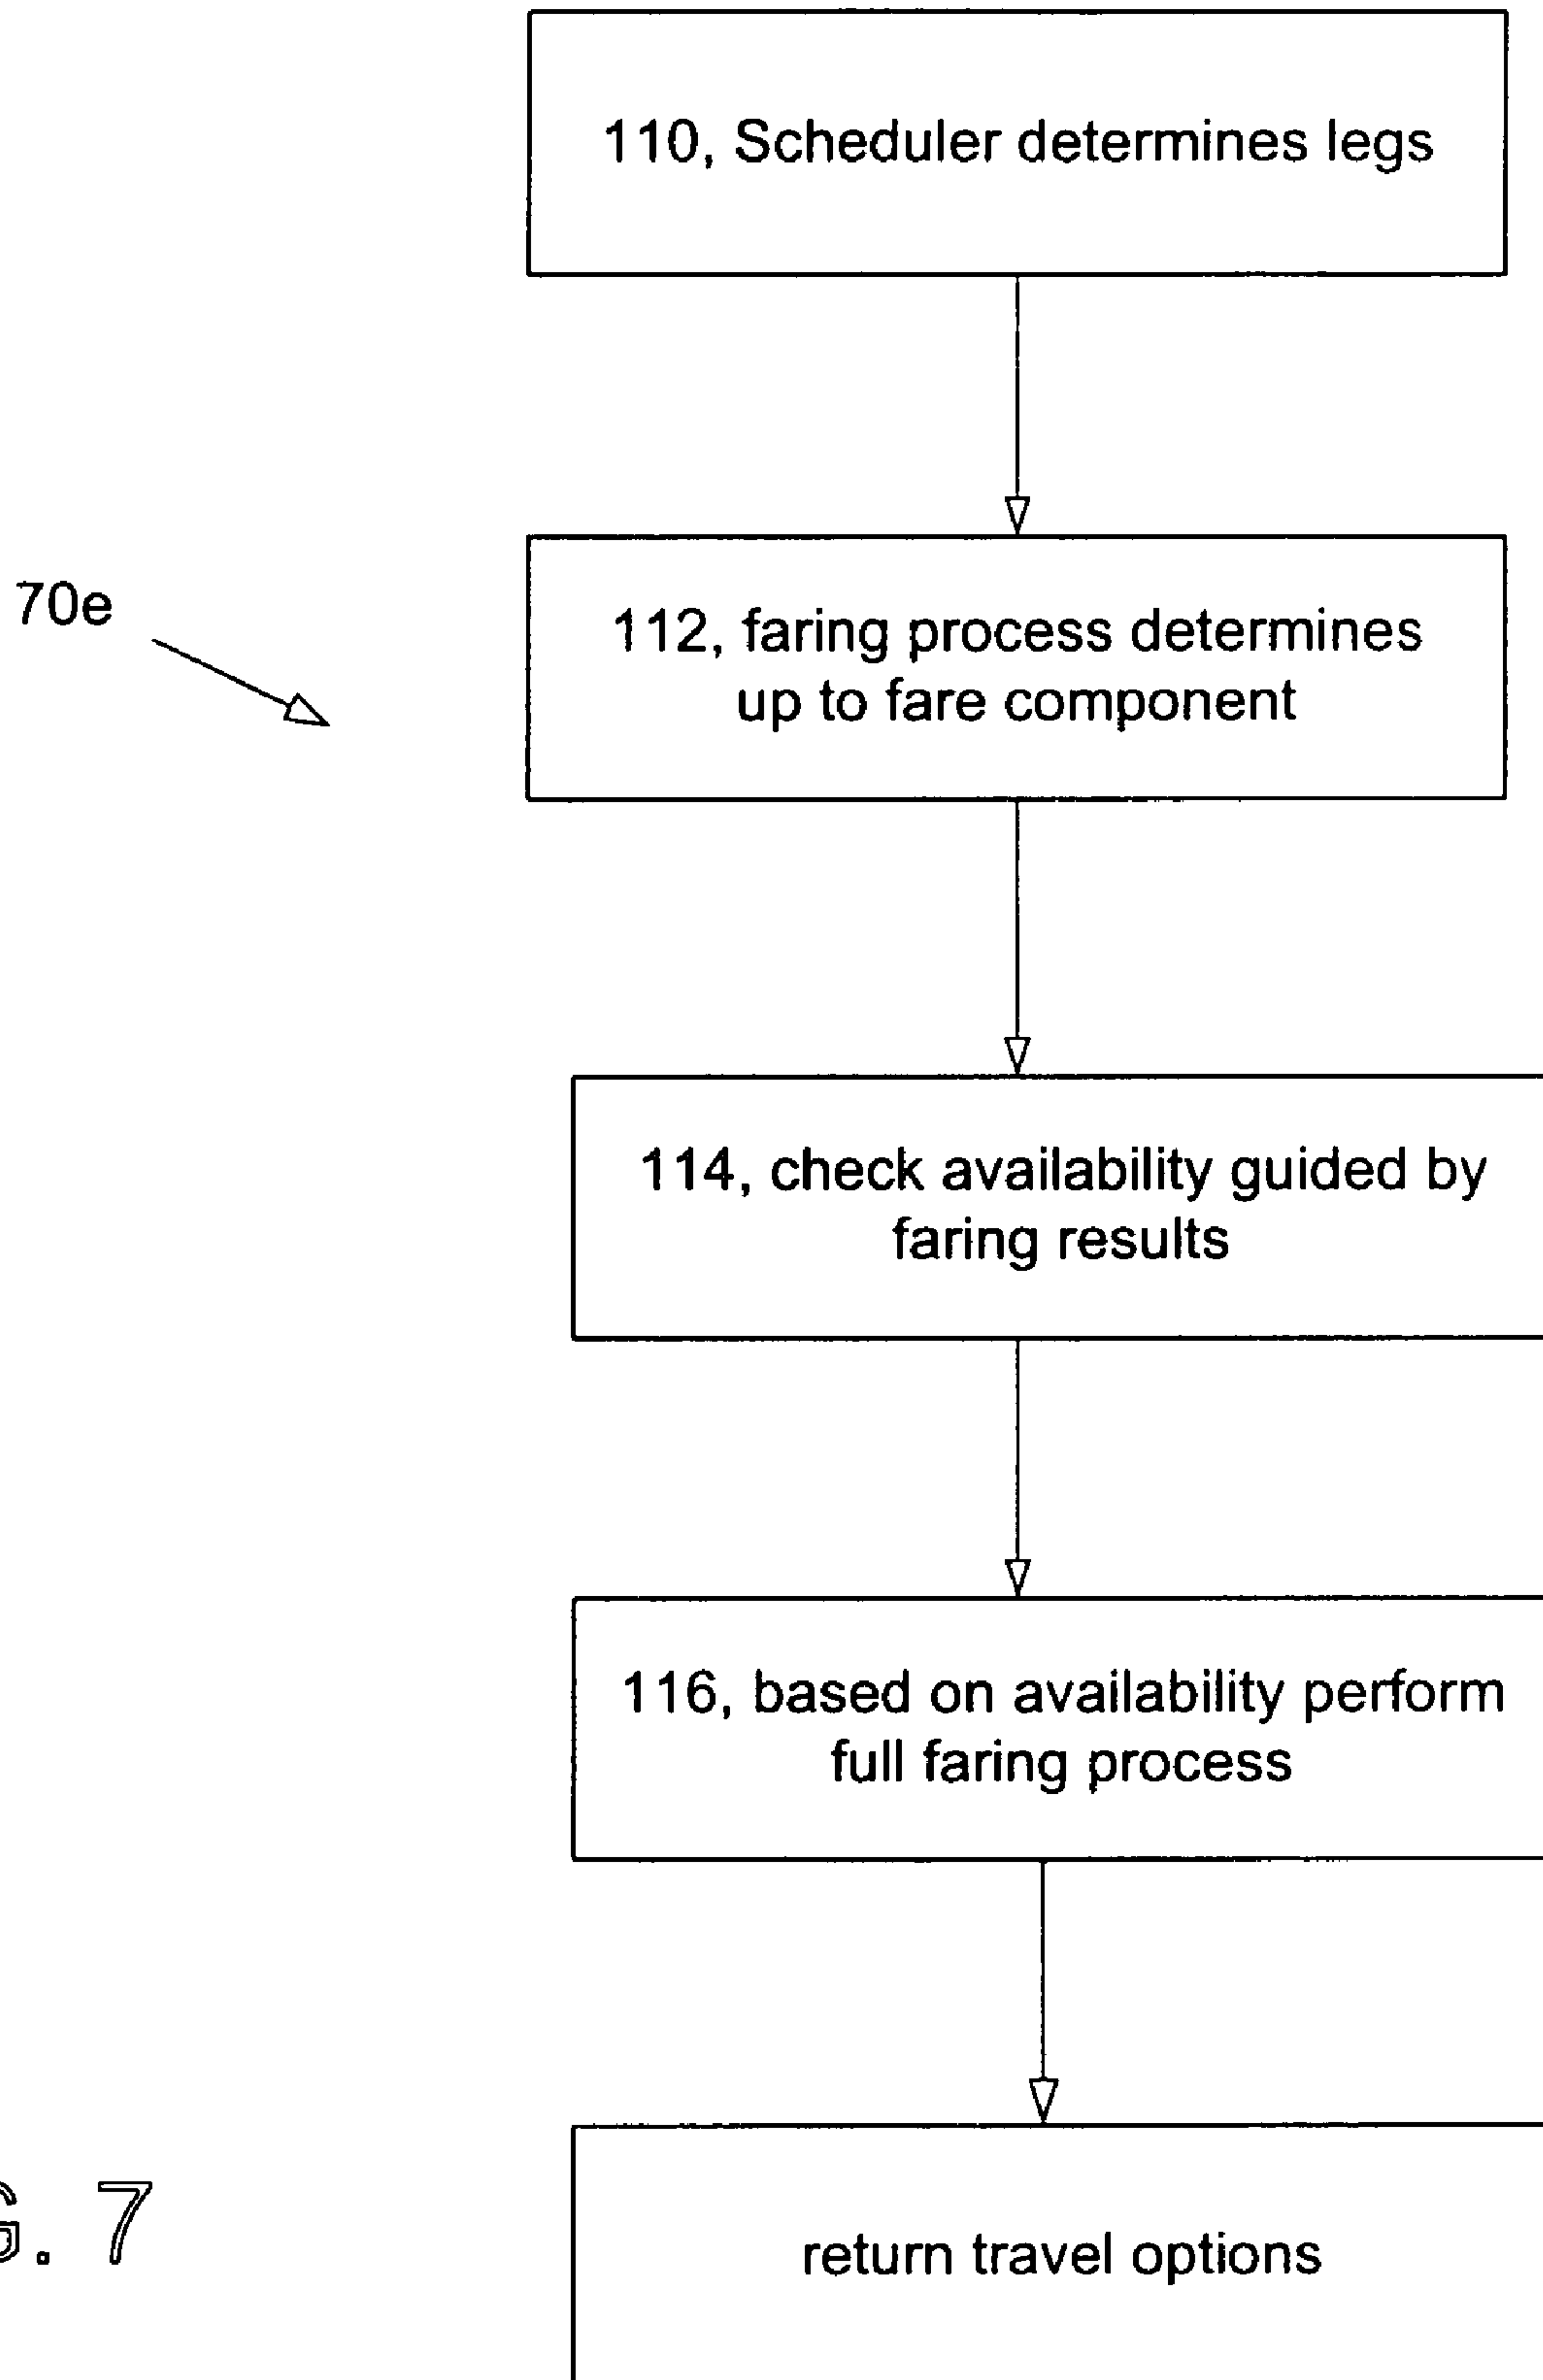 110, Scheduler determines legs
70e
112, faring process determines
up to fare component
114, check availability guided by
faring results
116, based on availability perform
full faring process
G. 7
return travel options